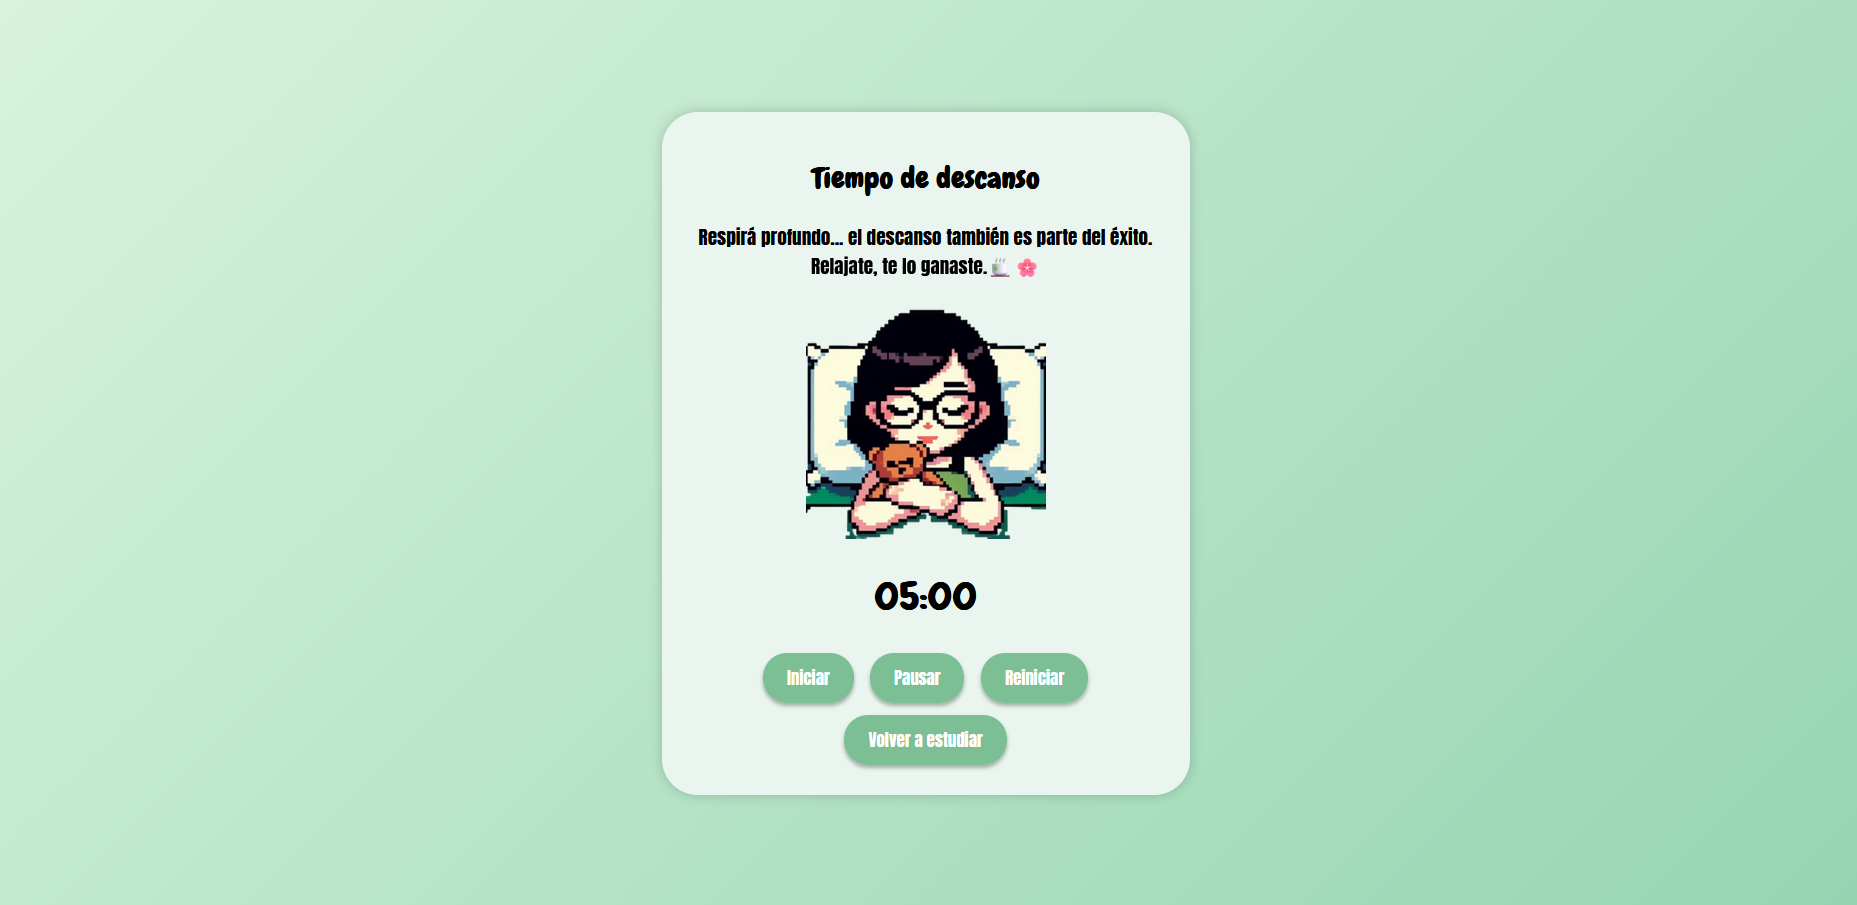 Tiempo de descanso
Respirá profundo... el descanso también es parte del éxito.
Relajate, te lo ganaste.☕ 🌸
05:00
Iniciar Pausar Reiniciar
Volver a estudiar